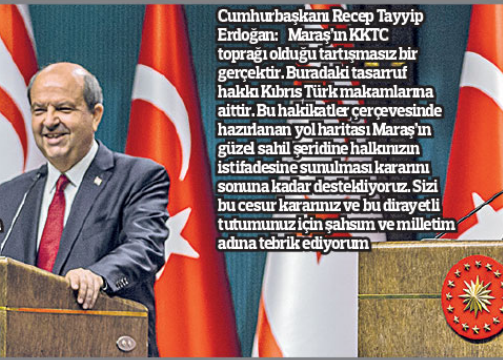 Cumhurbaşkanı Recep Tayyip
Erdoğan: Maraş'ın KKTC
toprağı olduğu tartışmasız bir
gerçektir. Buradaki tasarruf
hakkı Kıbrıs Türk makamlarına
aittir. Bu hakikatler çerçevesinde
hazırlanan yol haritası Maraş'ın
güzel sahil şeridine halkınızın
istifadesine sunulması kararını
sonuna kadar destekliyoruz. Sizi
bu cesur kararınız ve bu dirayetli
tutumunuz için şahsım ve milletim
adına tebrik ediyorum